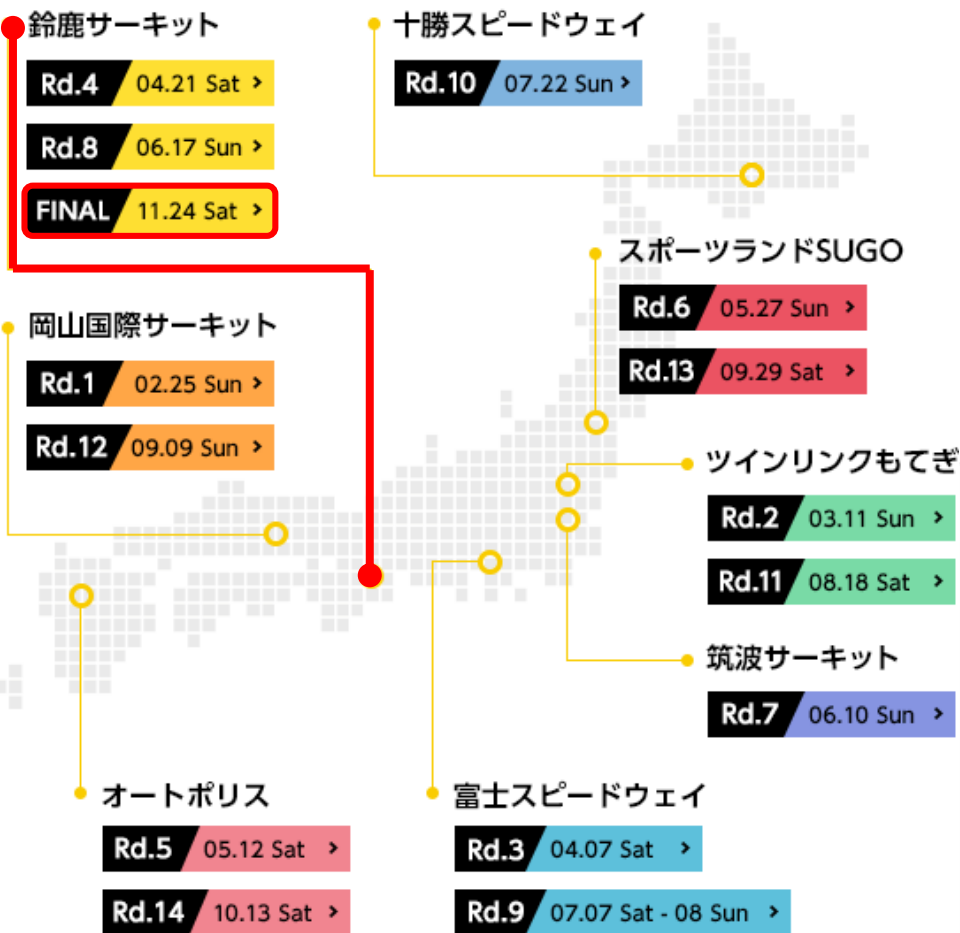 鈴鹿サーキット
Rd.4 04.21 Sat >
Rd.8 06.17 Sun >
FINAL 11.24 Sat >
十勝スピードウェイ
Rd.10 07.22 Sun >
スポーツランドSUGO
Rd.6 05.27 Sun >
Rd.13 09.29 Sat >
岡山国際サーキット
Rd.1 02.25 Sun >
Rd.12 09.09 Sun >
ツインリンクもてぎ
Rd.2 03.11 Sun >
Rd.11 08.18 Sat >
筑波サーキット
Rd.7 06.10 Sun >
オートポリス
Rd.5 05.12 Sat >
Rd.14 10.13 Sat >
富士スピードウェイ
Rd.3 04.07 Sat >
Rd.9 07.07 Sat - 08 Sun >